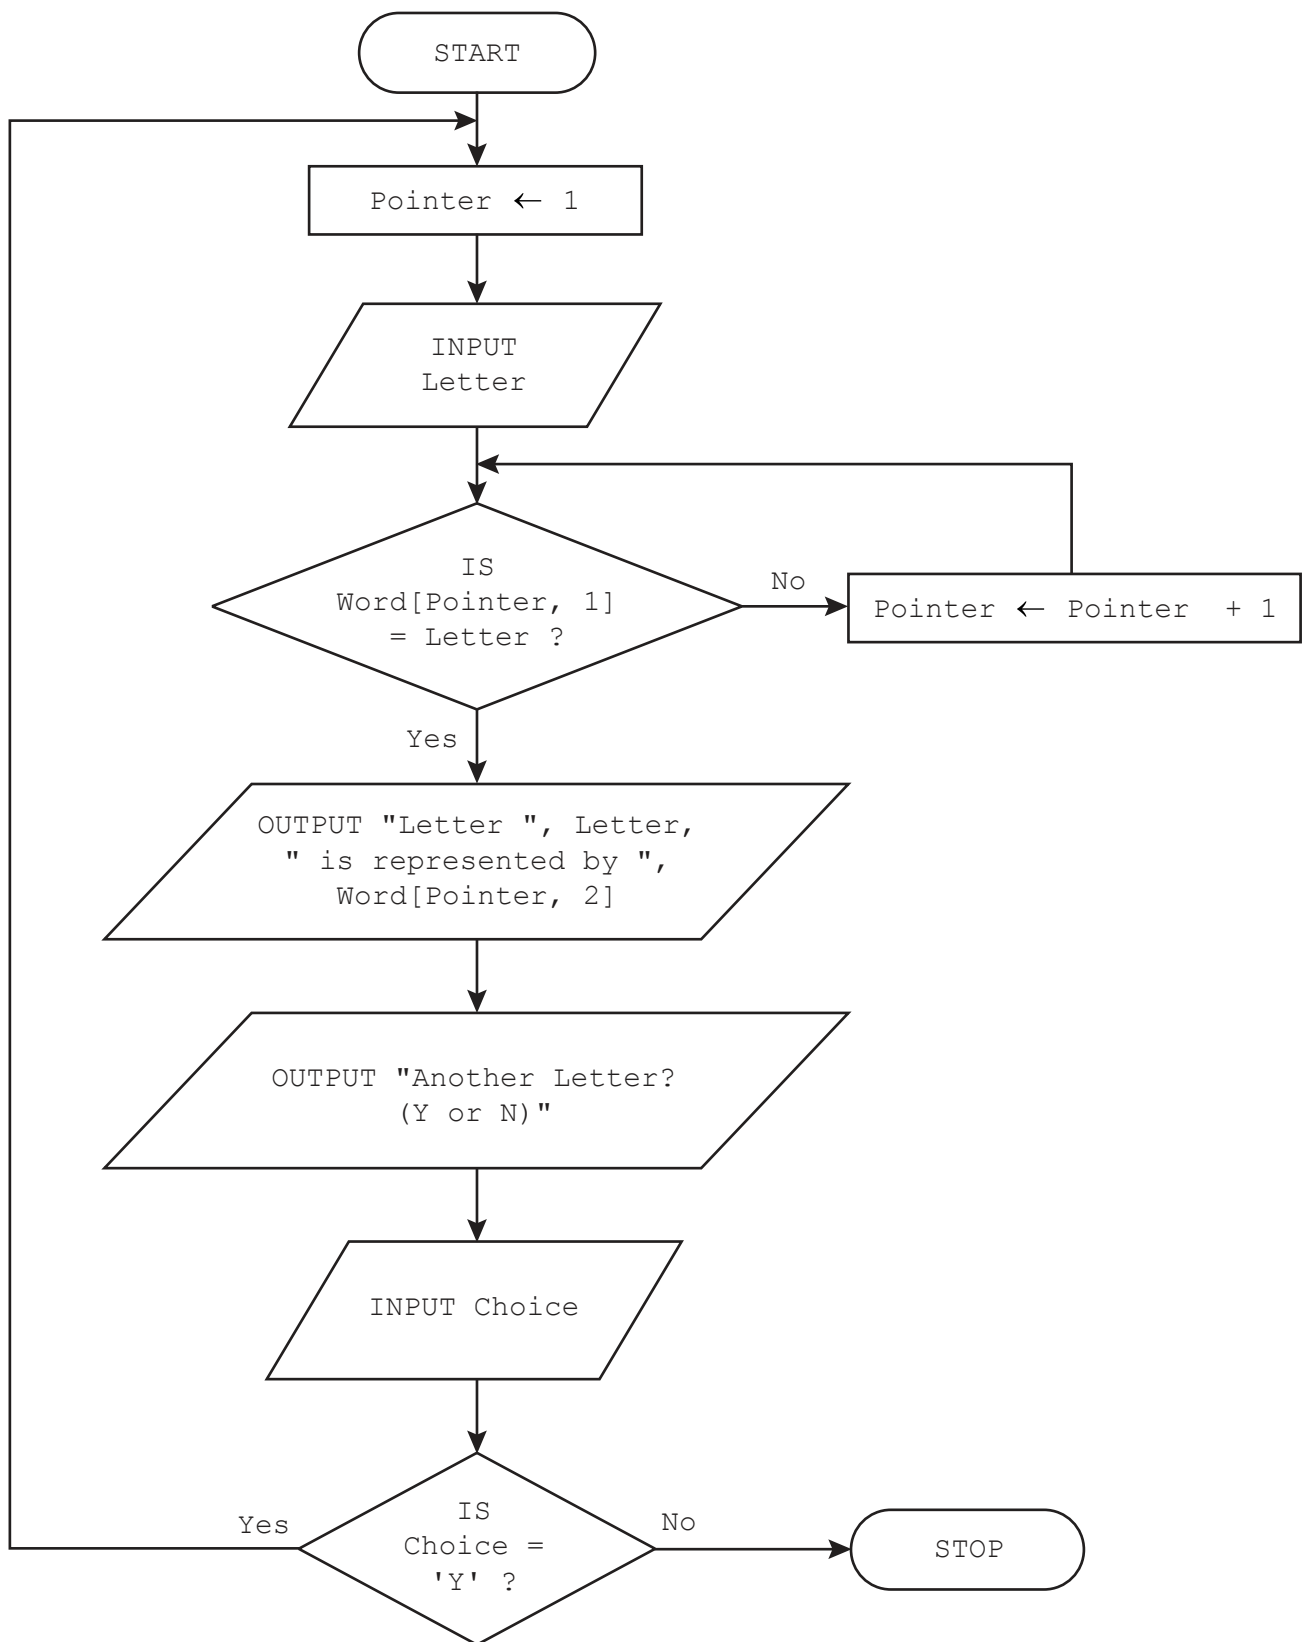 START
Pointer ← 1
INPUT
Letter
IS
Word[Pointer, 1]
= Letter ?
No
Pointer ← Pointer + 1
Yes
OUTPUT "Letter ", Letter,
" is represented by ",
Word[Pointer, 2]
OUTPUT "Another Letter?
(Y or N)"
INPUT Choice
IS
Choice =
'Y' ?
Yes
No
STOP